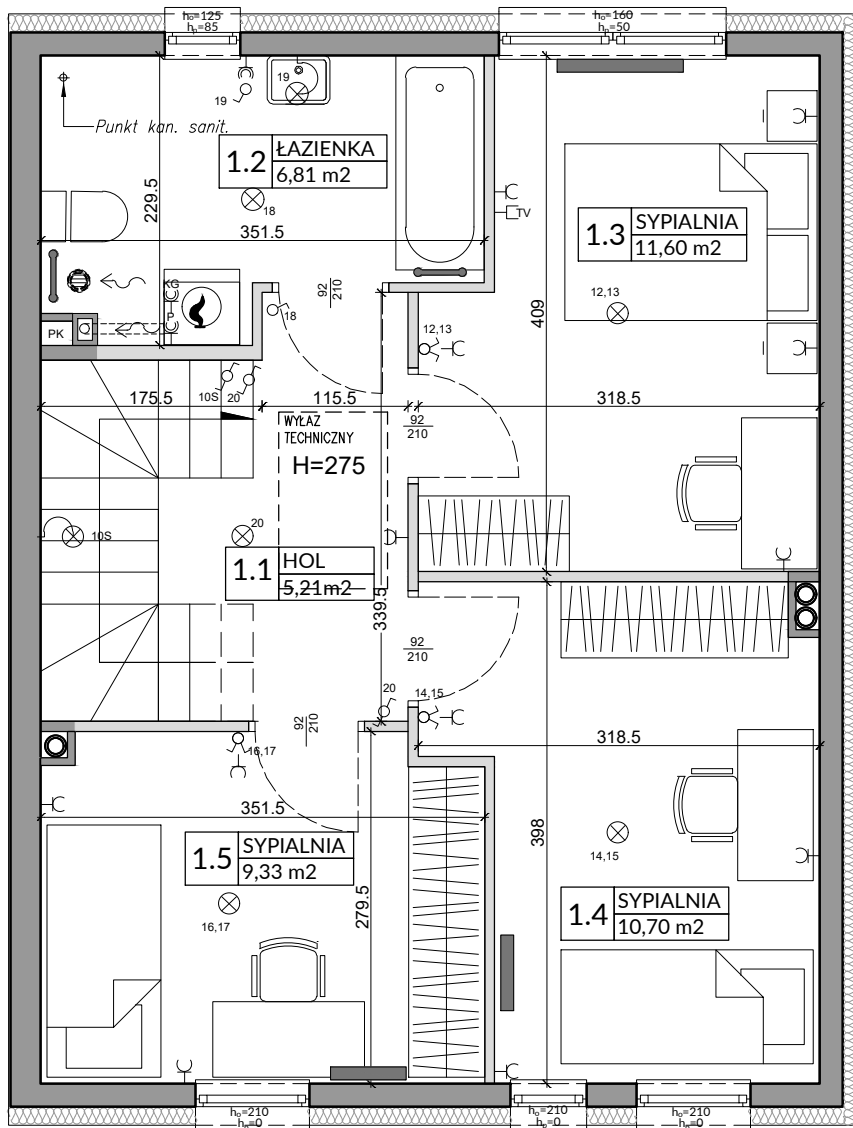 h₀=125
hₚ=85
h₀=160
hₚ=50
19
19
Punkt kan. sanit.
1.2 ŁAZIENKA
6,81 m2
18
229.5
351.5
TV
1.3 SYPIALNIA
11,60 m2
12,13
409
KG
P
PK
92
210
18
12,13
175.5
10S
20
115.5
92
210
318.5
WYŁAZ
TECHNICZNY
H=275
10S
20
1.1 HOL
5,21m2
339.5
92
210
20
14,15
92
210
16,17
318.5
351.5
1.5 SYPIALNIA
9,33 m2
16,17
279.5
398
14,15
1.4 SYPIALNIA
10,70 m2
h₀=210
hₚ=0
h₀=210
hₚ=0
h₀=210
hₚ=0